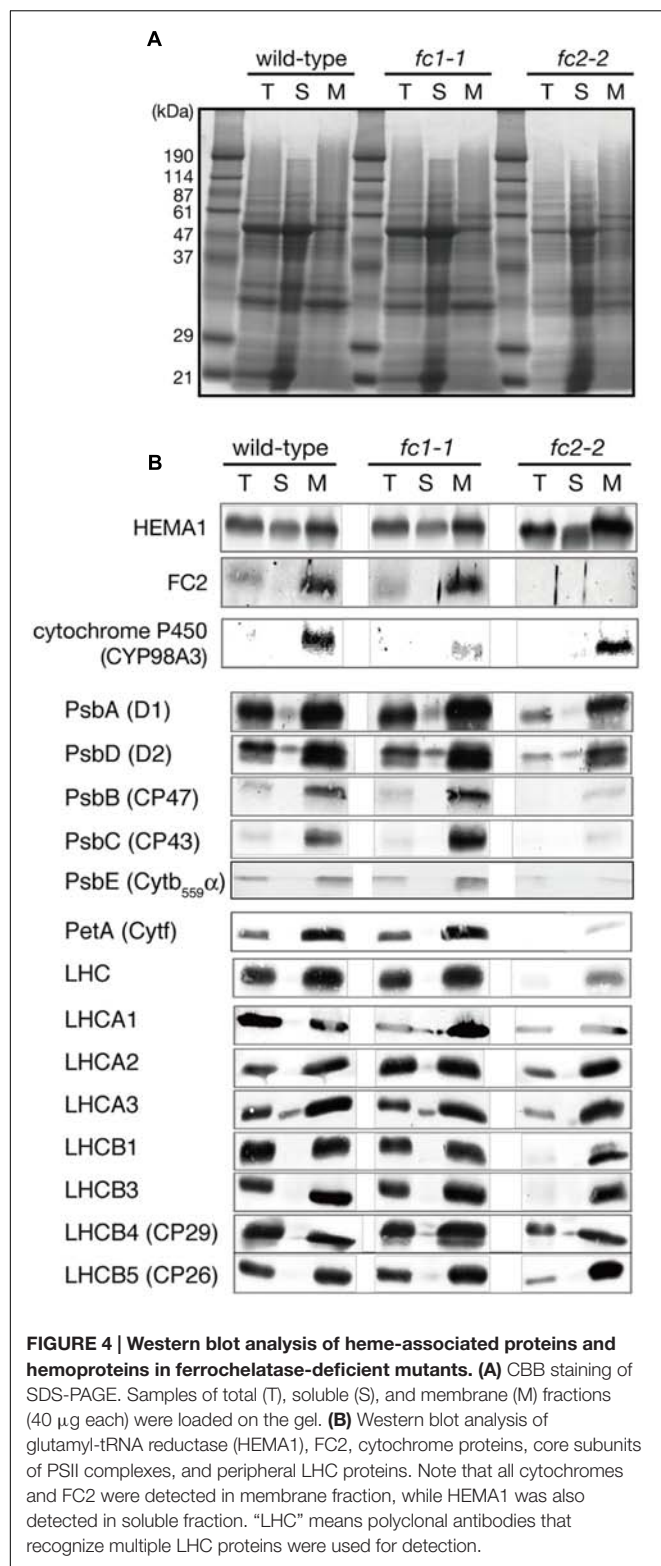 A
wild-type fc1-1 fc2-2
T S M T S M T S M
(kDa)
190
114
87
61
47
37
29
21
B
wild-type fc1-1 fc2-2
T S M T S M T S M
HEMA1
FC2
cytochrome P450
(CYP98A3)
PsbA (D1)
PsbD (D2)
PsbB (CP47)
PsbC (CP43)
PsbE (Cytb559α)
PetA (Cytf)
LHC
LHCA1
LHCA2
LHCA3
LHCB1
LHCB3
LHCB4 (CP29)
LHCB5 (CP26)
FIGURE 4 | Western blot analysis of heme-associated proteins and
hemoproteins in ferrochelatase-deficient mutants. (A) CBB staining of
SDS-PAGE. Samples of total (T), soluble (S), and membrane (M) fractions
(40 μg each) were loaded on the gel. (B) Western blot analysis of
glutamyl-tRNA reductase (HEMA1), FC2, cytochrome proteins, core subunits
of PSII complexes, and peripheral LHC proteins. Note that all cytochromes
and FC2 were detected in membrane fraction, while HEMA1 was also
detected in soluble fraction. “LHC” means polyclonal antibodies that
recognize multiple LHC proteins were used for detection.